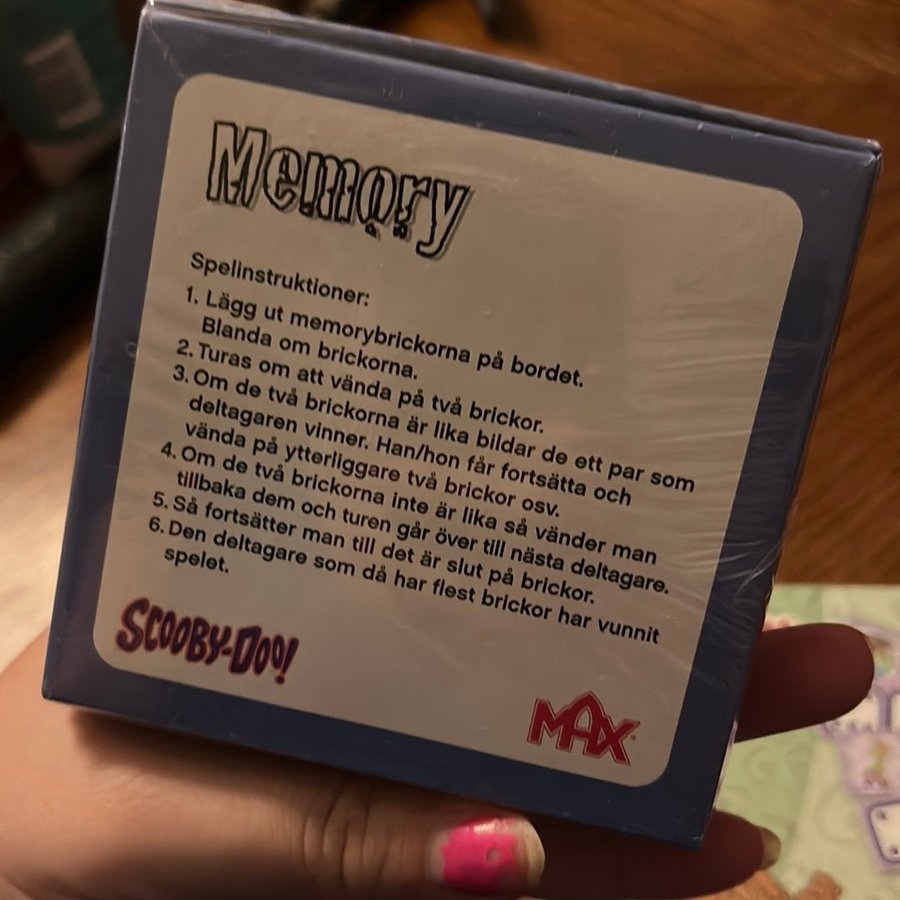 Memory
Spelinstruktioner:
1. Lägg ut memorybrickorna på bordet.
Blanda om brickorna.
2. Turas om att vända på två brickor.
3. Om de två brickorna är lika bildar de ett par som
deltagaren vinner. Han/hon får fortsätta och
vända på ytterliggare två brickor osv.
4. Om de två brickorna inte är lika så vänder man
tillbaka dem och turen går över till nästa deltagare.
5. Så fortsätter man till det är slut på brickor.
6. Den deltagare som då har flest brickor har vunnit
spelet.
SCOOBY-DOO!
MAX